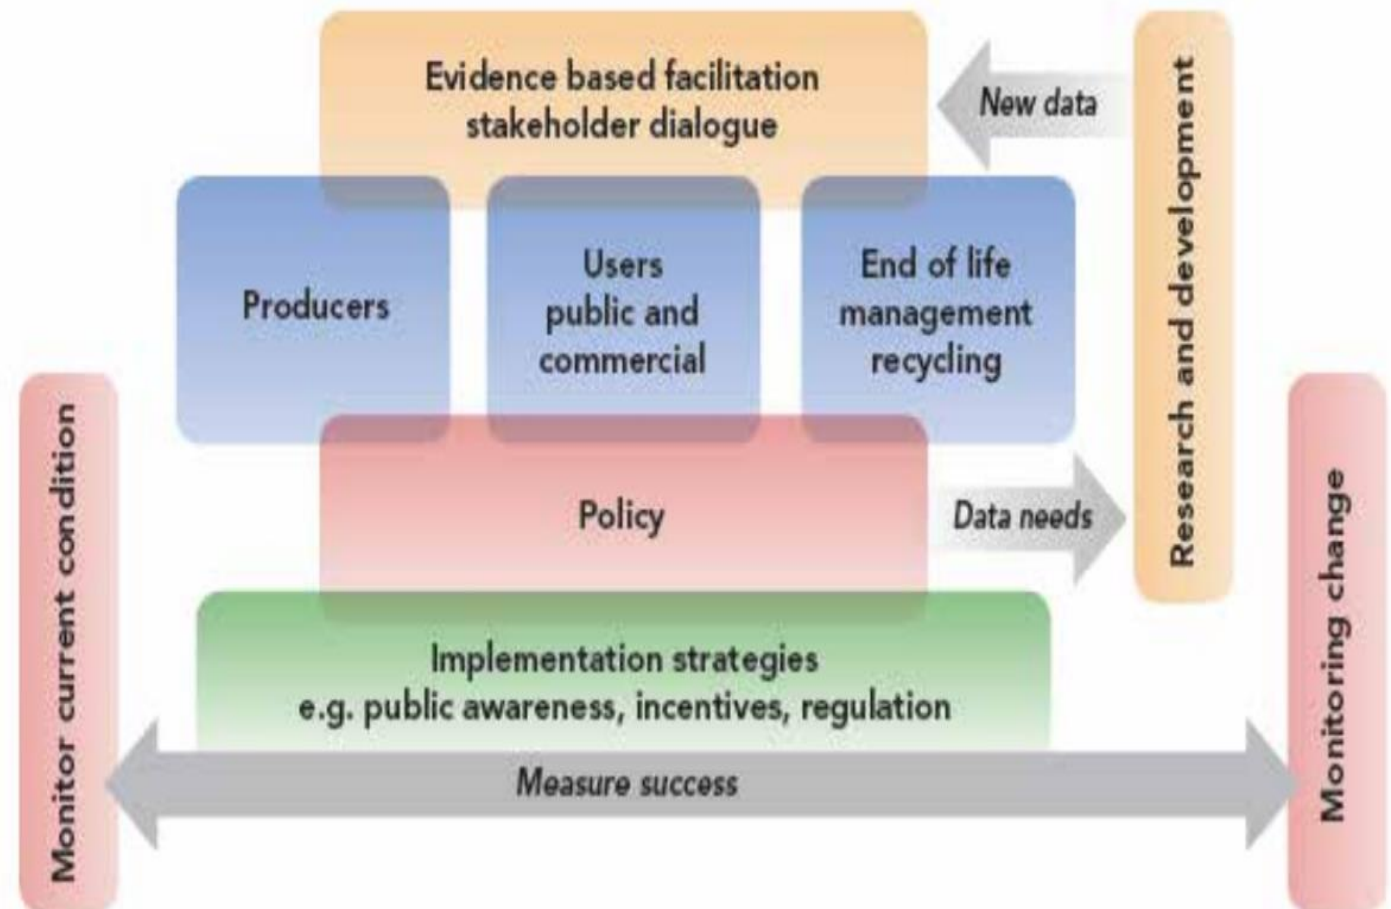 Evidence based facilitation
stakeholder dialogue
New data
Research and development
Producers
Users
public and
commercial
End of life
management
recycling
Monitor current condition
Policy
Data needs
Monitoring change
Implementation strategies
e.g. public awareness, incentives, regulation
Measure success